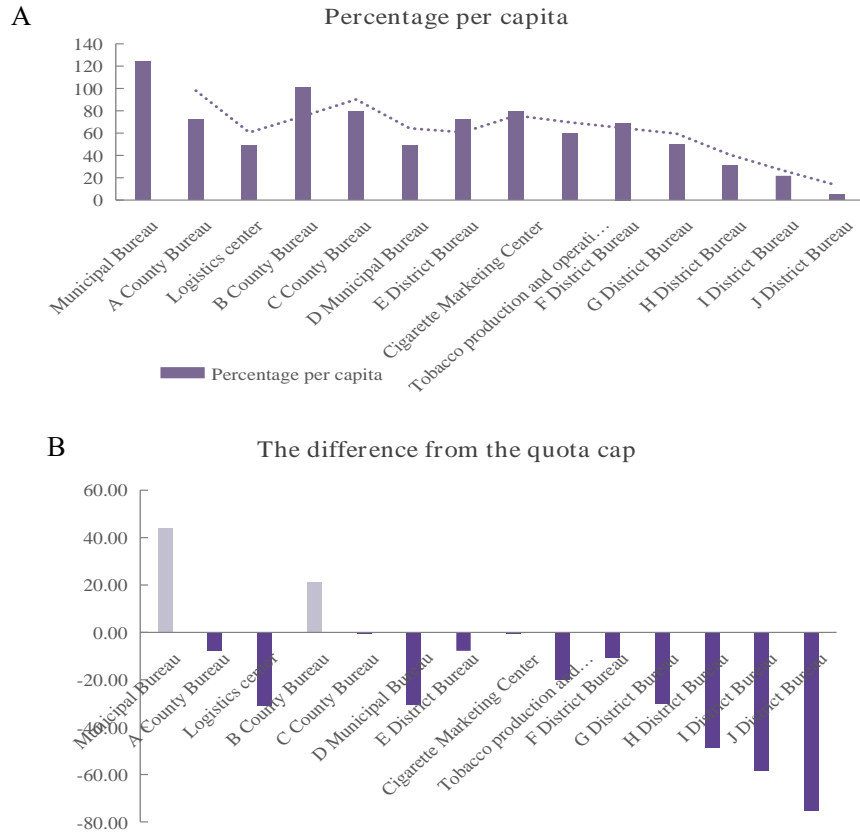 A
Percentage per capita
140
120
100
80
60
40
20
0
Municipal Bureau
A County Bureau
Logistics center
B County Bureau
C County Bureau
D Municipal Bureau
E District Bureau
Cigarette Marketing Center
Tobacco production and operati…
F District Bureau
G District Bureau
H District Bureau
I District Bureau
J District Bureau
Percentage per capita
B
The difference from the quota cap
60.00
40.00
20.00
0.00
-20.00
-40.00
-60.00
-80.00
Municipal Bureau
A County Bureau
Logistics center
B County Bureau
C County Bureau
D Municipal Bureau
E District Bureau
Cigarette Marketing Center
Tobacco production and…
F District Bureau
G District Bureau
H District Bureau
I District Bureau
J District Bureau